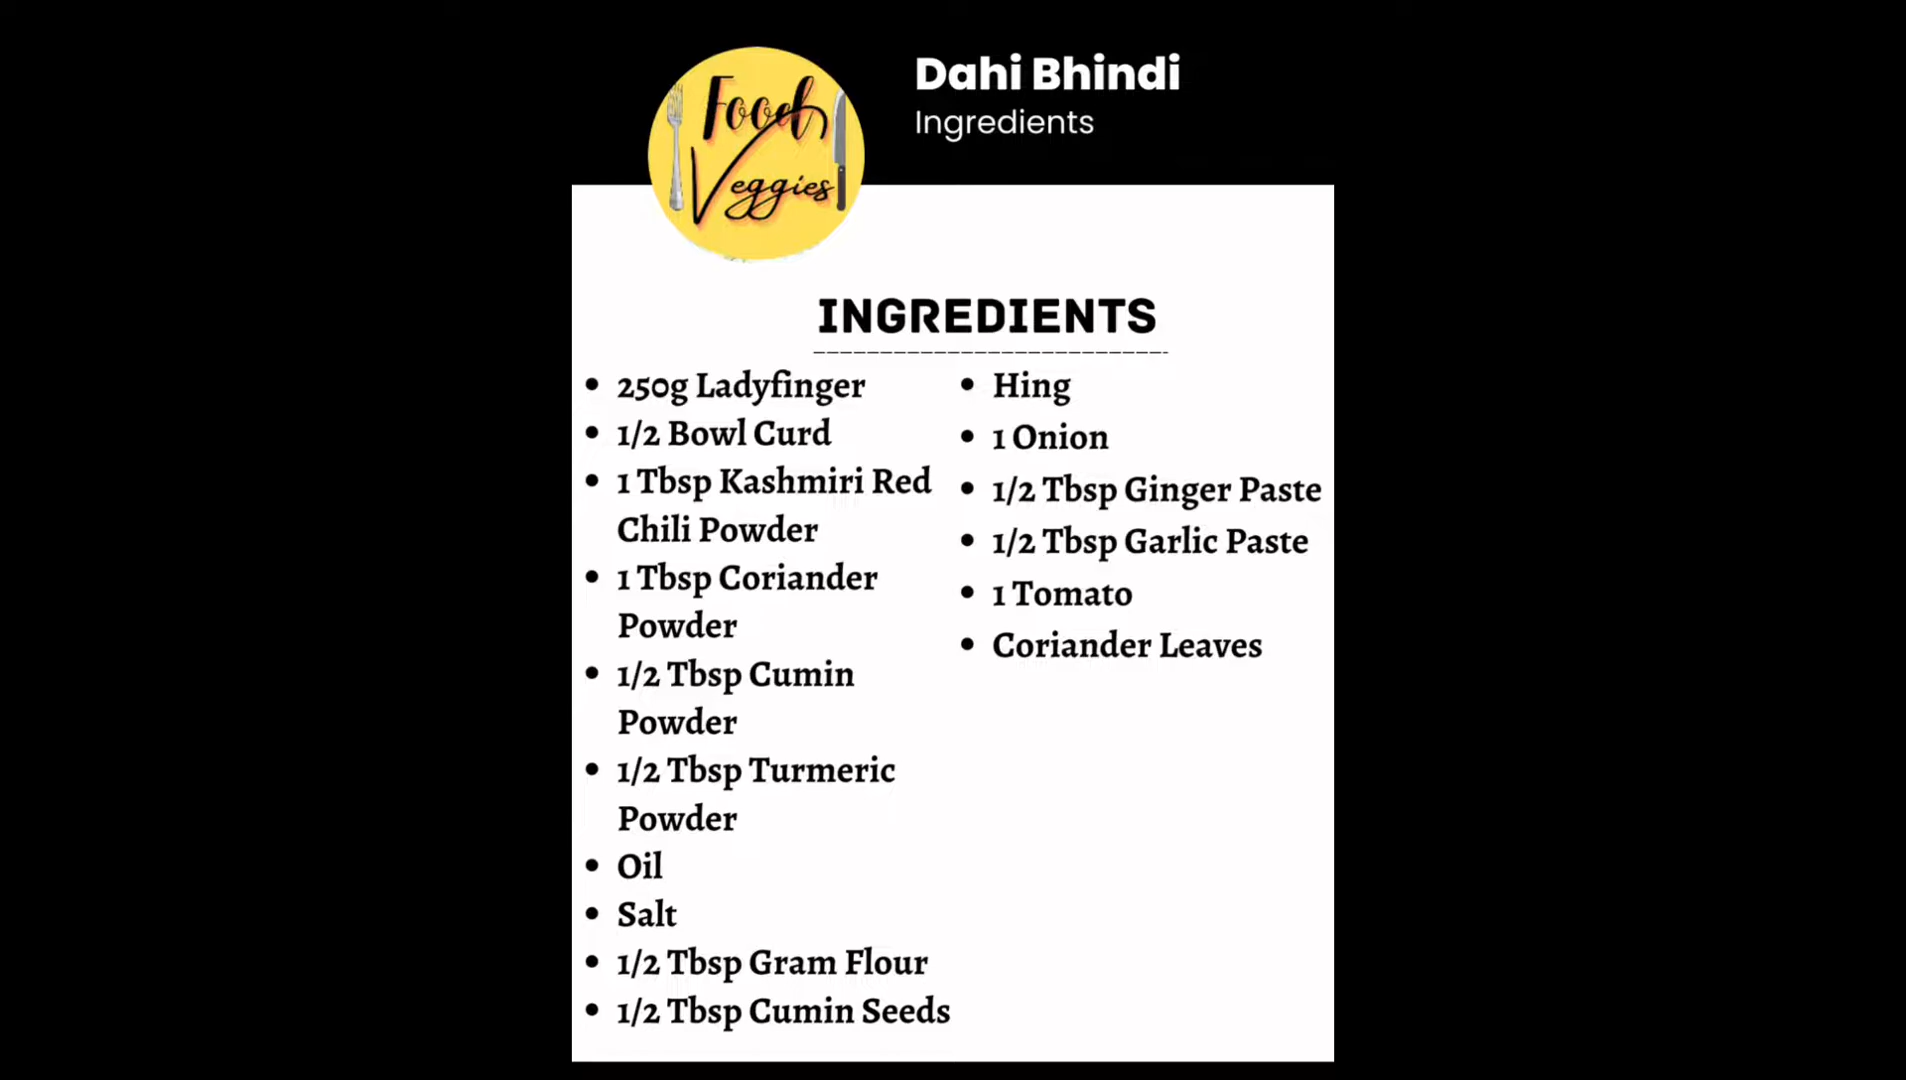 Food
Veggies
Dahi Bhindi
Ingredients
INGREDIENTS
• 250g Ladyfinger
• 1/2 Bowl Curd
• 1 Tbsp Kashmiri Red
Chili Powder
• 1 Tbsp Coriander
Powder
• 1/2 Tbsp Cumin
Powder
• 1/2 Tbsp Turmeric
Powder
• Oil
• Salt
• 1/2 Tbsp Gram Flour
• 1/2 Tbsp Cumin Seeds
• Hing
• 1 Onion
• 1/2 Tbsp Ginger Paste
• 1/2 Tbsp Garlic Paste
• 1 Tomato
• Coriander Leaves